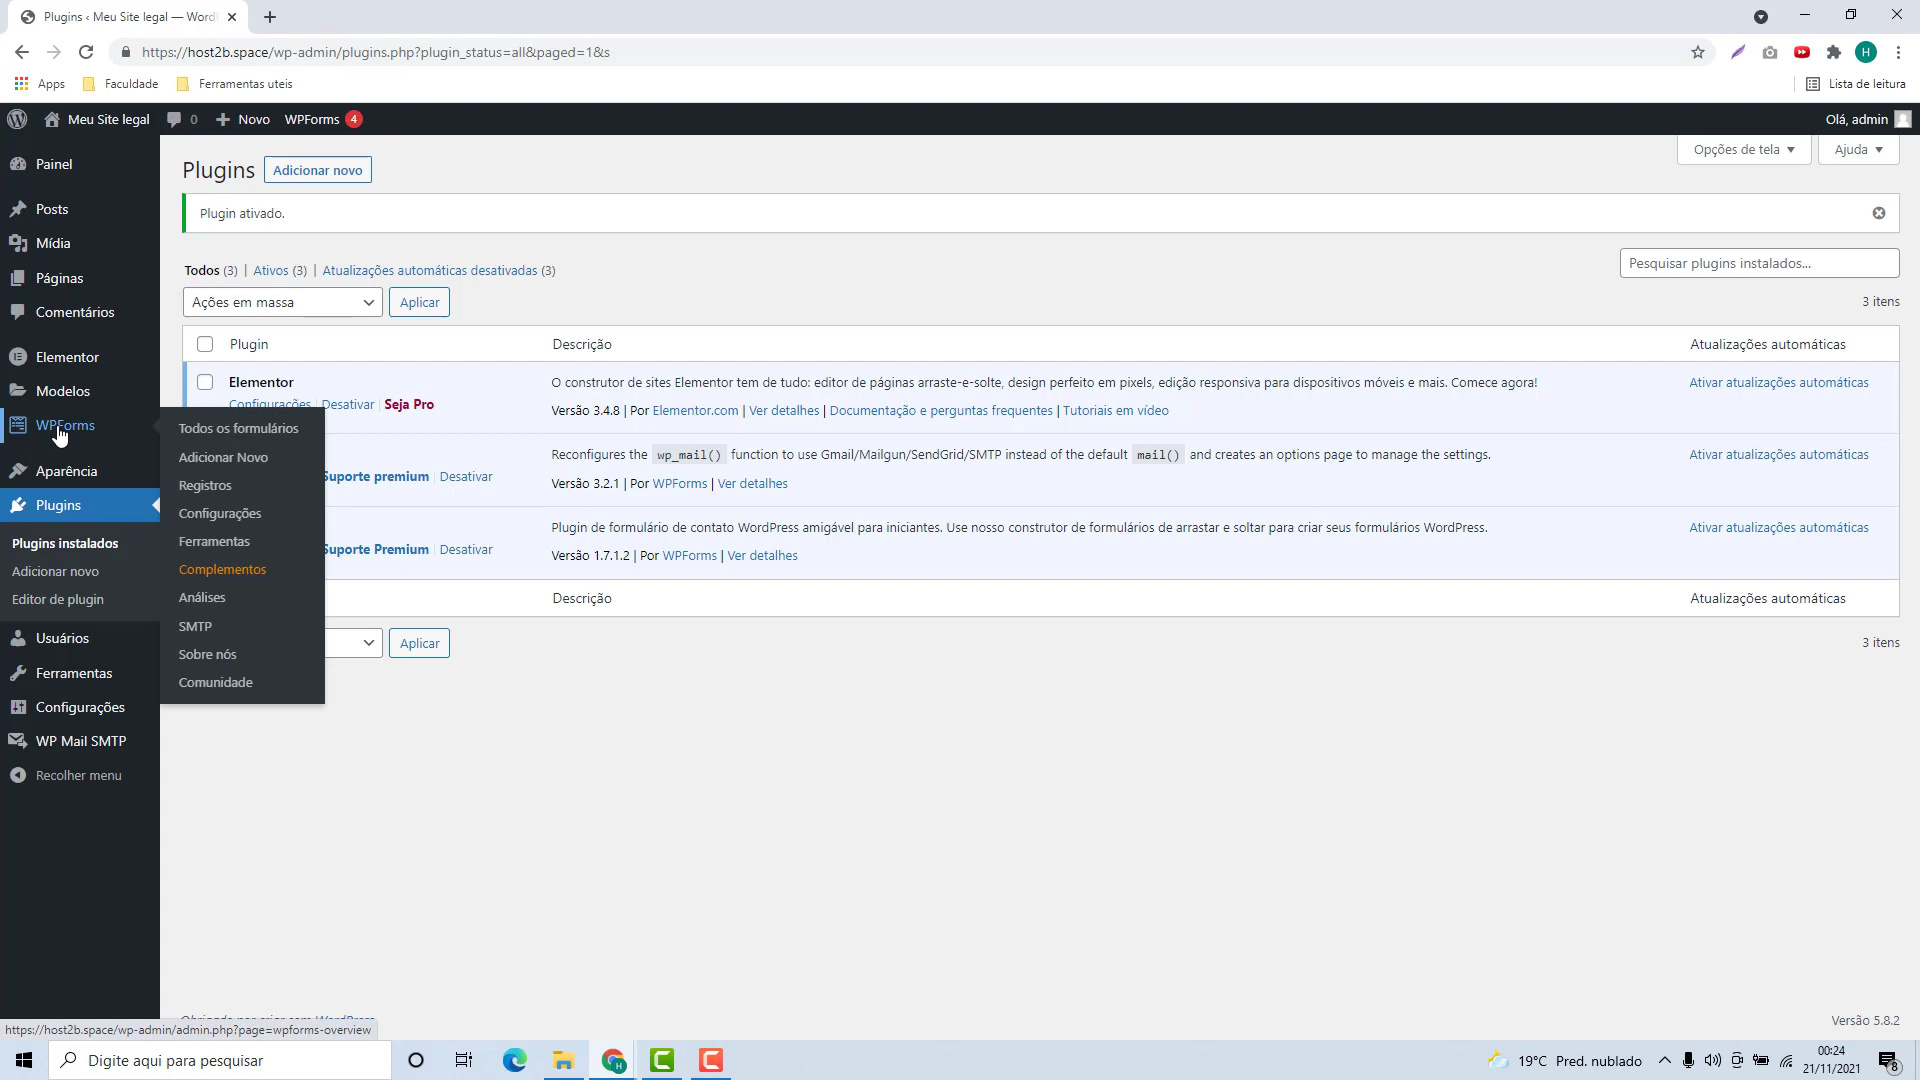 Plugins ‹ Meu Site legal — Word
https://host2b.space/wp-admin/plugins.php?plugin_status=all&paged=1&s
H
Apps
Faculdade
Ferramentas uteis
Lista de leitura
Meu Site legal
0
Novo
WPForms 4
Olá, admin
Painel
Posts
Mídia
Páginas
Comentários
Elementor
Modelos
WPForms
Aparência
Plugins
Plugins instalados
Adicionar novo
Editor de plugin
Usuários
Ferramentas
Configurações
WP Mail SMTP
Recolher menu
Todos os formulários
Adicionar Novo
Registros
Configurações
Ferramentas
Complementos
Análises
SMTP
Sobre nós
Comunidade
Opções de tela
Ajuda
Plugins
Adicionar novo
Plugin ativado.
Todos (3) | Ativos (3) | Atualizações automáticas desativadas (3)
Pesquisar plugins instalados...
Ações em massa
Aplicar
3 itens
Plugin
Descrição
Atualizações automáticas
Elementor
Configurações | Desativar | Seja Pro
O construtor de sites Elementor tem de tudo: editor de páginas arraste-e-solte, design perfeito em pixels, edição responsiva para dispositivos móveis e mais. Comece agora!
Versão 3.4.8 | Por Elementor.com | Ver detalhes | Documentação e perguntas frequentes | Tutoriais em vídeo
Ativar atualizações automáticas
Suporte premium | Desativar
Reconfigures the wp_mail() function to use Gmail/Mailgun/SendGrid/SMTP instead of the default mail() and creates an options page to manage the settings.
Versão 3.2.1 | Por WPForms | Ver detalhes
Ativar atualizações automáticas
Suporte Premium | Desativar
Plugin de formulário de contato WordPress amigável para iniciantes. Use nosso construtor de formulários de arrastar e soltar para criar seus formulários WordPress.
Versão 1.7.1.2 | Por WPForms | Ver detalhes
Ativar atualizações automáticas
Descrição
Atualizações automáticas
Aplicar
3 itens
Versão 5.8.2
https://host2b.space/wp-admin/admin.php?page=wpforms-overview
Digite aqui para pesquisar
19°C Pred. nublado
00:24
21/11/2021
8